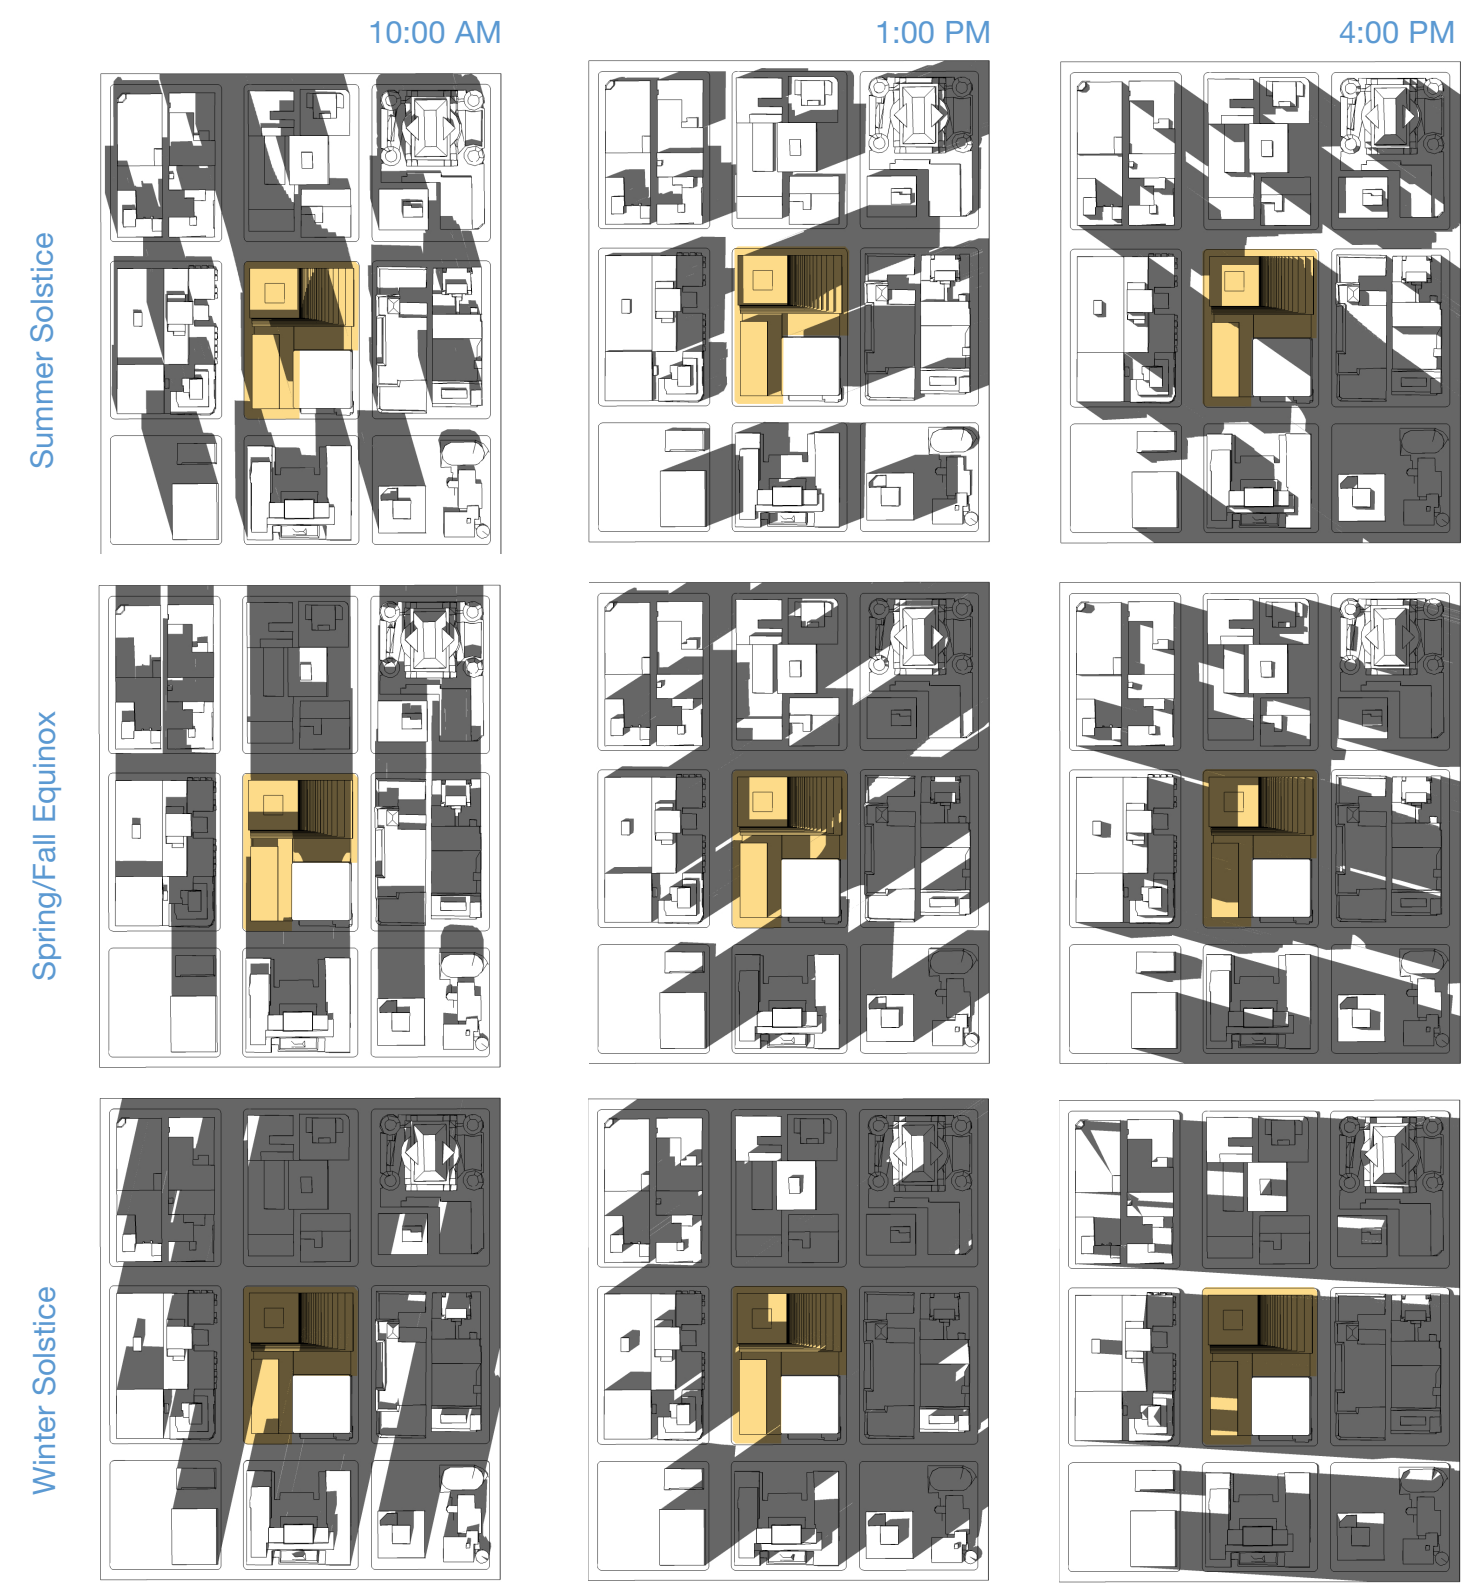 10:00 AM
1:00 PM
4:00 PM
Summer Solstice
Spring/Fall Equinox
Winter Solstice